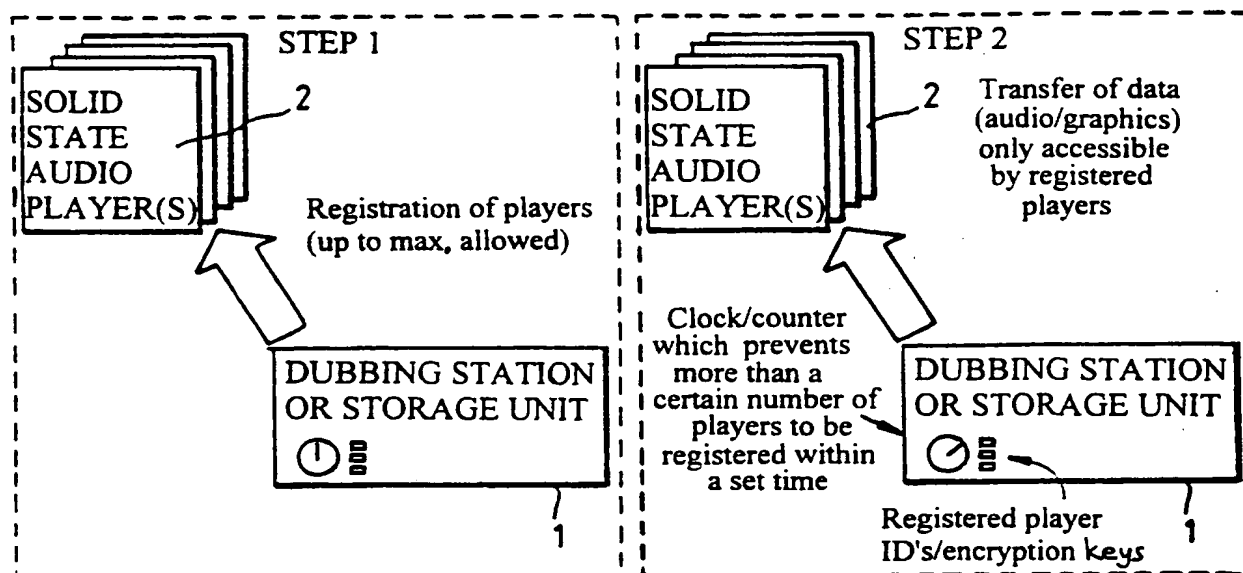 STEP 1
SOLID
STATE
AUDIO
PLAYER(S)
2
Registration of players
(up to max, allowed)
DUBBING STATION
OR STORAGE UNIT
1
STEP 2
SOLID
STATE
AUDIO
PLAYER(S)
2
Transfer of data
(audio/graphics)
only accessible
by registered
players
Clock/counter
which prevents
more than a
certain number of
players to be
registered within
a set time
DUBBING STATION
OR STORAGE UNIT
1
Registered player
ID's/encryption keys